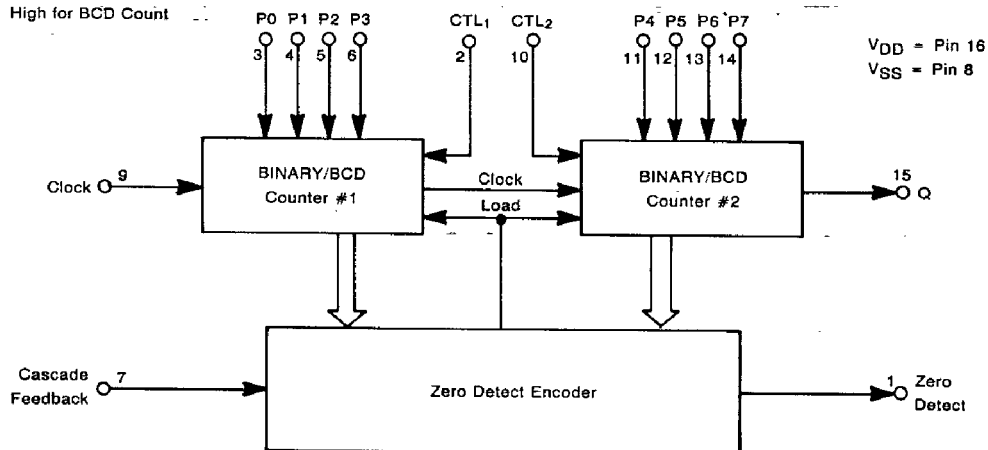 High for BCD Count
P0 P1 P2 P3
CTL1
CTL2
P4 P5 P6 P7
3 4 5 6
2
10
11 12 13 14
VDD = Pin 16
VSS = Pin 8
Clock
9
BINARY/BCD
Counter #1
Clock
Load
BINARY/BCD
Counter #2
15
Q
Cascade
Feedback
7
Zero Detect Encoder
1
Zero
Detect